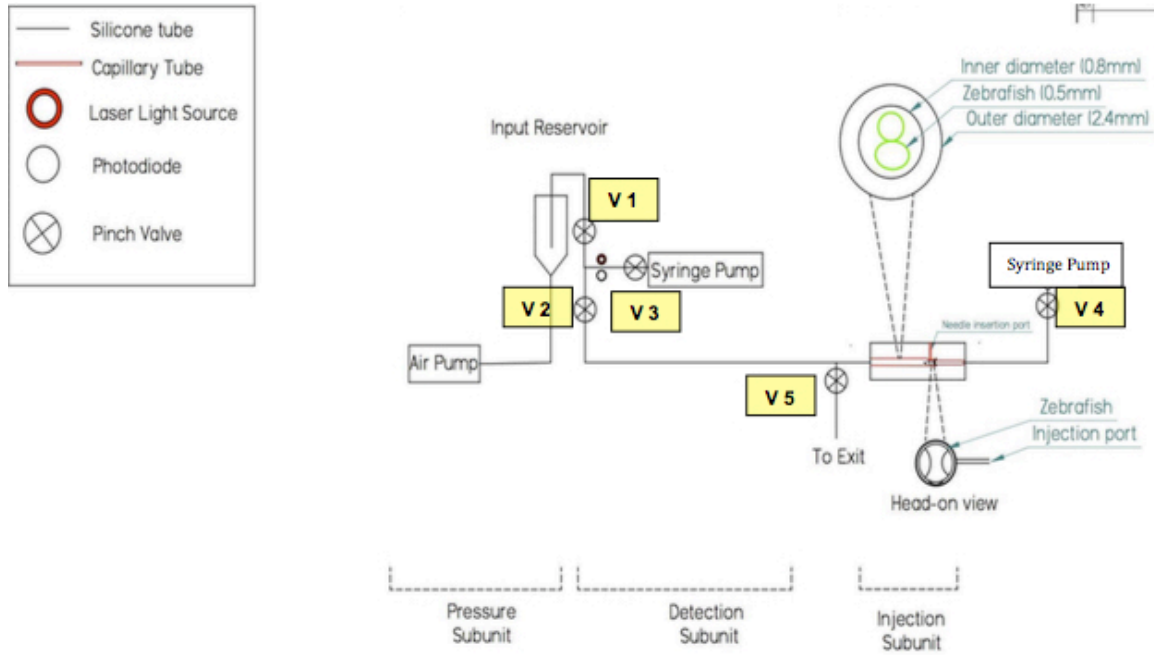 Silicone tube
Capillary Tube
Laser Light Source
Photodiode
Pinch Valve
Input Reservoir
Inner diameter (0.8mm)
Zebrafish (0.5mm)
Outer diameter (2.4mm)
V 1
Syringe Pump
Syringe Pump
V 2
V 3
V 4
Needle insertion port
Air Pump
V 5
To Exit
Zebrafish
Injection port
Head-on view
Pressure
Subunit
Detection
Subunit
Injection
Subunit